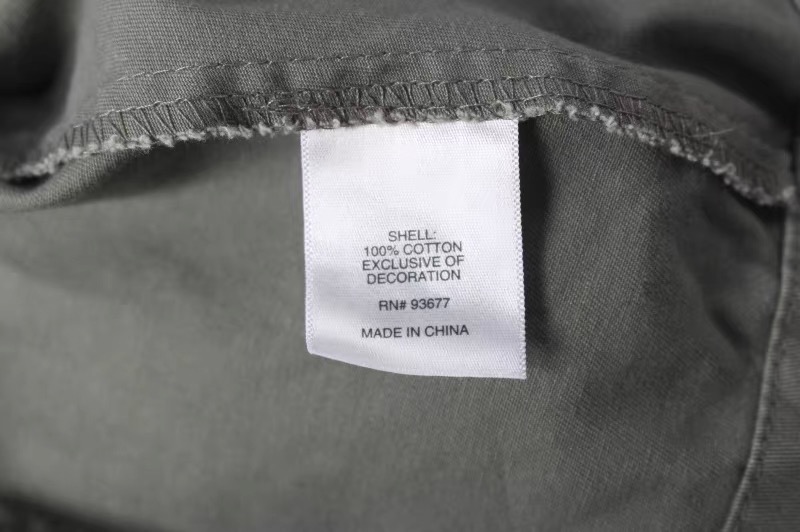 SHELL:
100% COTTON
EXCLUSIVE OF
DECORATION
RN# 93677
MADE IN CHINA